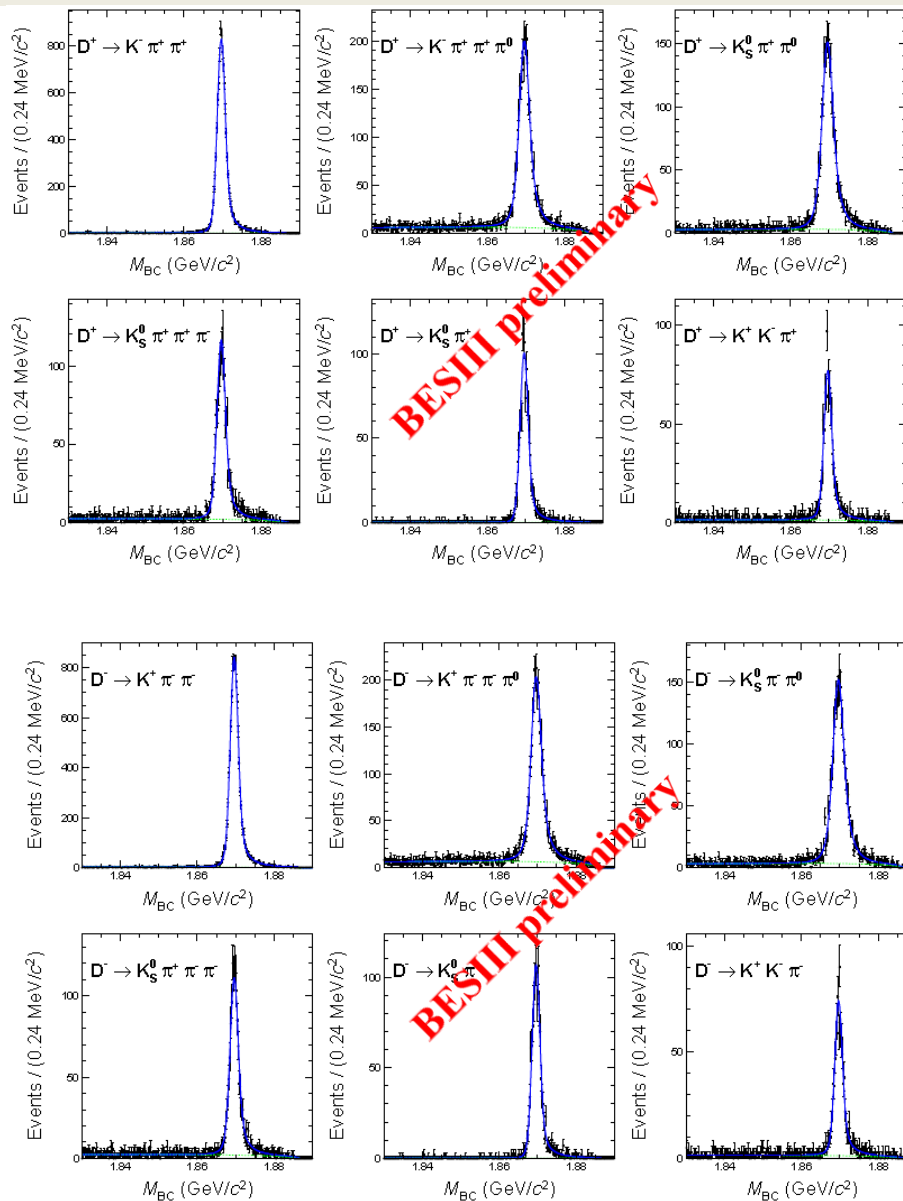 D⁺ → K⁻ π⁺ π⁺
Events / (0.24 MeV/c²)
800
600
400
200
0
1.84
1.86
1.88
M_BC (GeV/c²)
D⁺ → K⁻ π⁺ π⁺ π⁰
Events / (0.24 MeV/c²)
200
150
100
50
0
1.84
1.86
1.88
M_BC (GeV/c²)
D⁺ → K_S⁰ π⁺ π⁰
Events / (0.24 MeV/c²)
150
100
50
0
1.84
1.86
1.88
M_BC (GeV/c²)
D⁺ → K_S⁰ π⁺ π⁺ π⁻
Events / (0.24 MeV/c²)
100
50
0
1.84
1.86
1.88
M_BC (GeV/c²)
D⁺ → K_S⁰ π⁺
Events / (0.24 MeV/c²)
100
50
0
1.84
1.86
1.88
M_BC (GeV/c²)
D⁺ → K⁺ K⁻ π⁺
Events / (0.24 MeV/c²)
100
50
0
1.84
1.86
1.88
M_BC (GeV/c²)
BESIII preliminary
D⁻ → K⁺ π⁻ π⁻
Events / (0.24 MeV/c²)
800
600
400
200
0
1.84
1.86
1.88
M_BC (GeV/c²)
D⁻ → K⁺ π⁻ π⁻ π⁰
Events / (0.24 MeV/c²)
200
150
100
50
0
1.84
1.86
1.88
M_BC (GeV/c²)
D⁻ → K_S⁰ π⁻ π⁰
Events / (0.24 MeV/c²)
150
100
50
0
1.84
1.86
1.88
M_BC (GeV/c²)
D⁻ → K_S⁰ π⁺ π⁻ π⁻
Events / (0.24 MeV/c²)
100
50
0
1.84
1.86
1.88
M_BC (GeV/c²)
D⁻ → K_S⁰ π
Events / (0.24 MeV/c²)
100
50
0
1.84
1.86
1.88
M_BC (GeV/c²)
D⁻ → K⁺ K⁻ π⁻
Events / (0.24 MeV/c²)
100
50
0
1.84
1.86
1.88
M_BC (GeV/c²)
BESIII preliminary